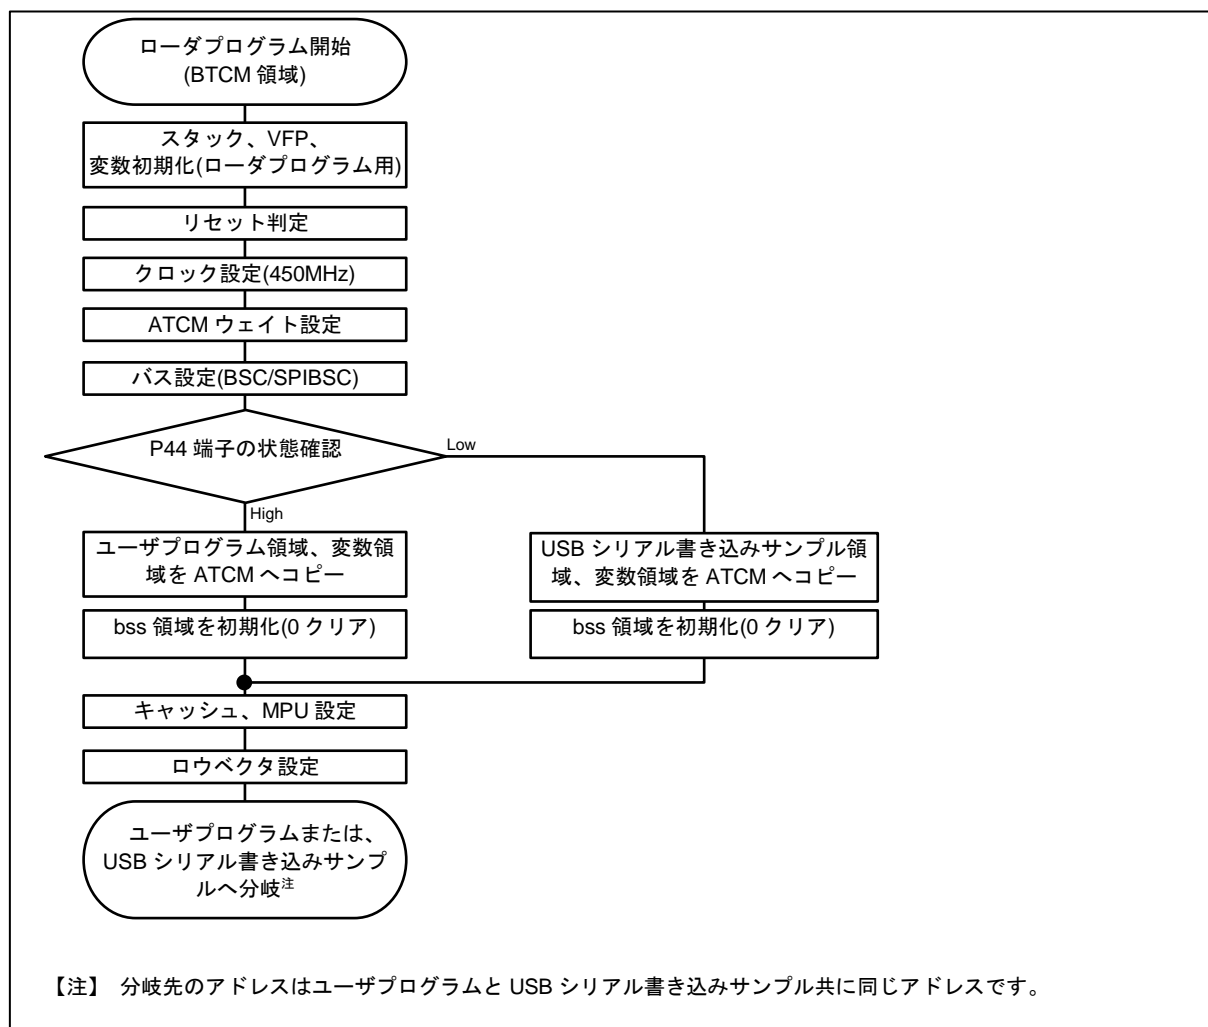 ローダプログラム開始
(BTCM 領域)
スタック、VFP、
変数初期化(ローダプログラム用)
リセット判定
クロック設定(450MHz)
ATCM ウェイト設定
バス設定(BSC/SPIBSC)
P44 端子の状態確認
Low
High
ユーザプログラム領域、変数領
域を ATCM へコピー
bss 領域を初期化(0 クリア)
USB シリアル書き込みサンプル領
域、変数領域を ATCM へコピー
bss 領域を初期化(0 クリア)
キャッシュ、MPU 設定
ロウベクタ設定
ユーザプログラムまたは、
USB シリアル書き込みサンプ
ルへ分岐注
【注】 分岐先のアドレスはユーザプログラムと USB シリアル書き込みサンプル共に同じアドレスです。